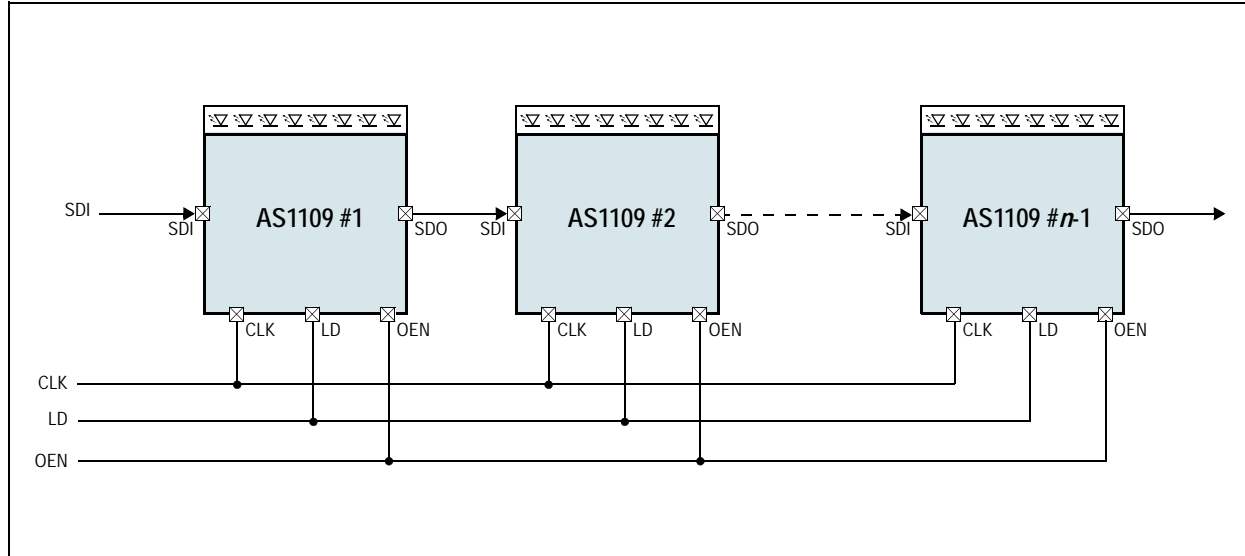 AS1109 #1
AS1109 #2
AS1109 #n-1
SDI
SDI
SDO
SDI
SDO
SDI
SDO
CLK
LD
OEN
CLK
LD
OEN
CLK
LD
OEN
CLK
LD
OEN